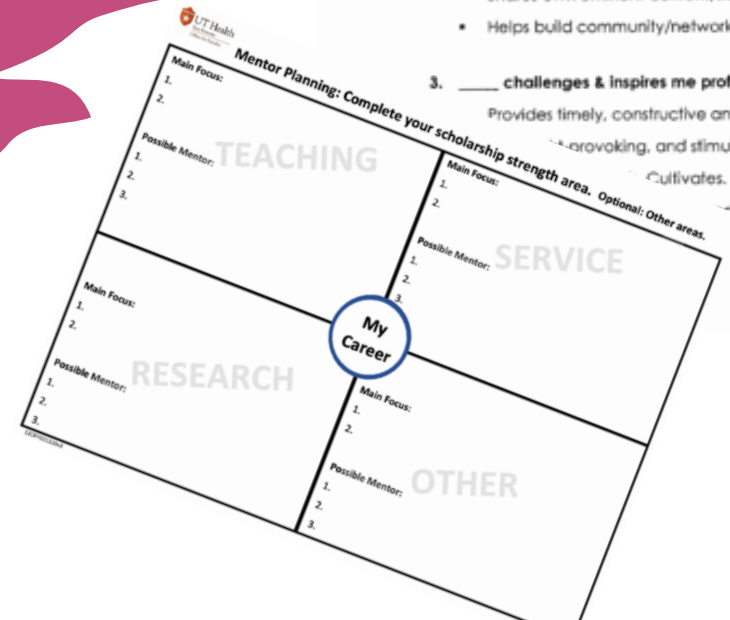 Helps build community/network
3. ____ challenges & inspires me prof
Provides timely, constructive an
provoking, and stimu
Cultivates.
UT Health
Mentor Planning: Complete your scholarship strength area. Optional: Other areas.
Main Focus:
1.
2.
TEACHING
Possible Mentor:
1.
2.
3.
Main Focus:
1.
2.
SERVICE
Possible Mentor:
1.
2.
3.
My
Career
Main Focus:
1.
2.
RESEARCH
Possible Mentor:
1.
2.
3.
Main Focus:
1.
2.
OTHER
Possible Mentor:
1.
2.
3.